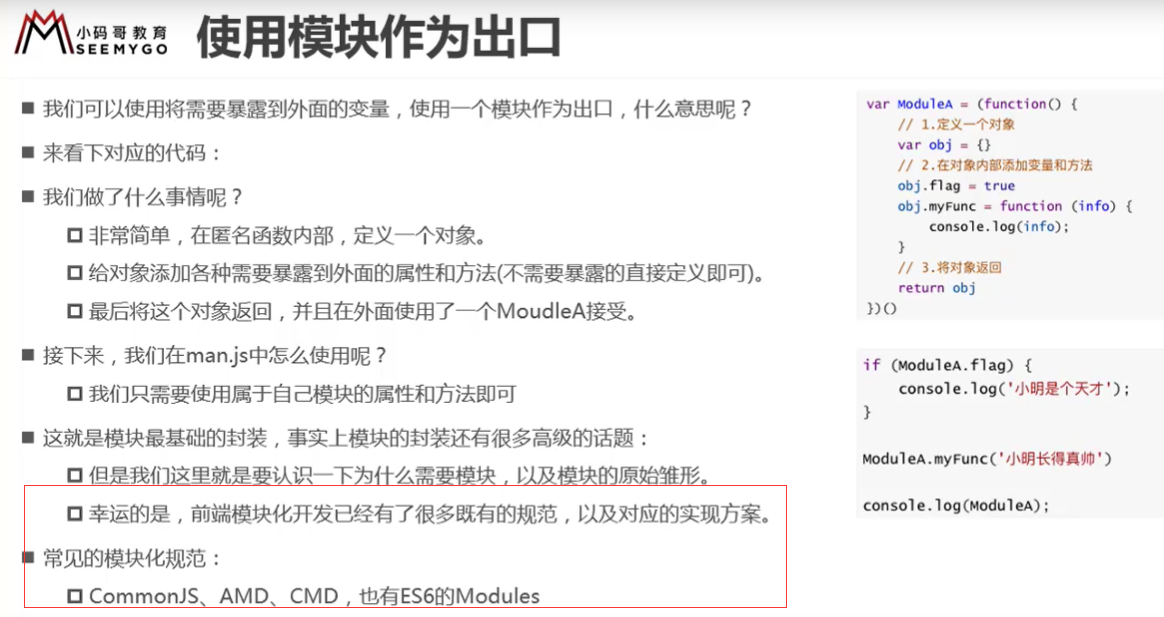 小码哥教育
SEEMYGO
使用模块作为出口
我们可以使用将需要暴露到外面的变量，使用一个模块作为出口，什么意思呢？
来看下对应的代码：
我们做了什么事情呢？
非常简单，在匿名函数内部，定义一个对象。
给对象添加各种需要暴露到外面的属性和方法(不需要暴露的直接定义即可)。
最后将这个对象返回，并且在外面使用了一个MoudleA接受。
接下来，我们在man.js中怎么使用呢？
我们只需要使用属于自己模块的属性和方法即可
这就是模块最基础的封装，事实上模块的封装还有很多高级的话题：
但是我们这里就是要认识一下为什么需要模块，以及模块的原始雏形。
幸运的是，前端模块化开发已经有了很多既有的规范，以及对应的实现方案。
常见的模块化规范：
CommonJS、AMD、CMD，也有ES6的Modules
var ModuleA = (function() {
// 1.定义一个对象
var obj = {}
// 2.在对象内部添加变量和方法
obj.flag = true
obj.myFunc = function (info) {
console.log(info);
}
// 3.将对象返回
return obj
})()
if (ModuleA.flag) {
console.log('小明是个天才');
}
ModuleA.myFunc('小明长得真帅')
console.log(ModuleA);